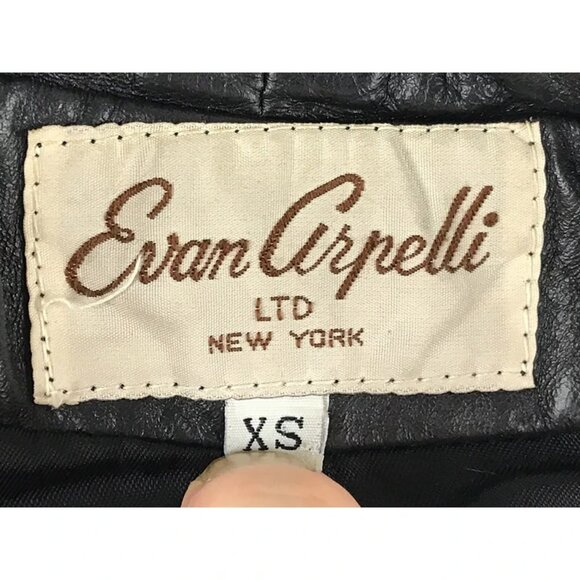 Evan Arpelli
LTD
NEW YORK
XS